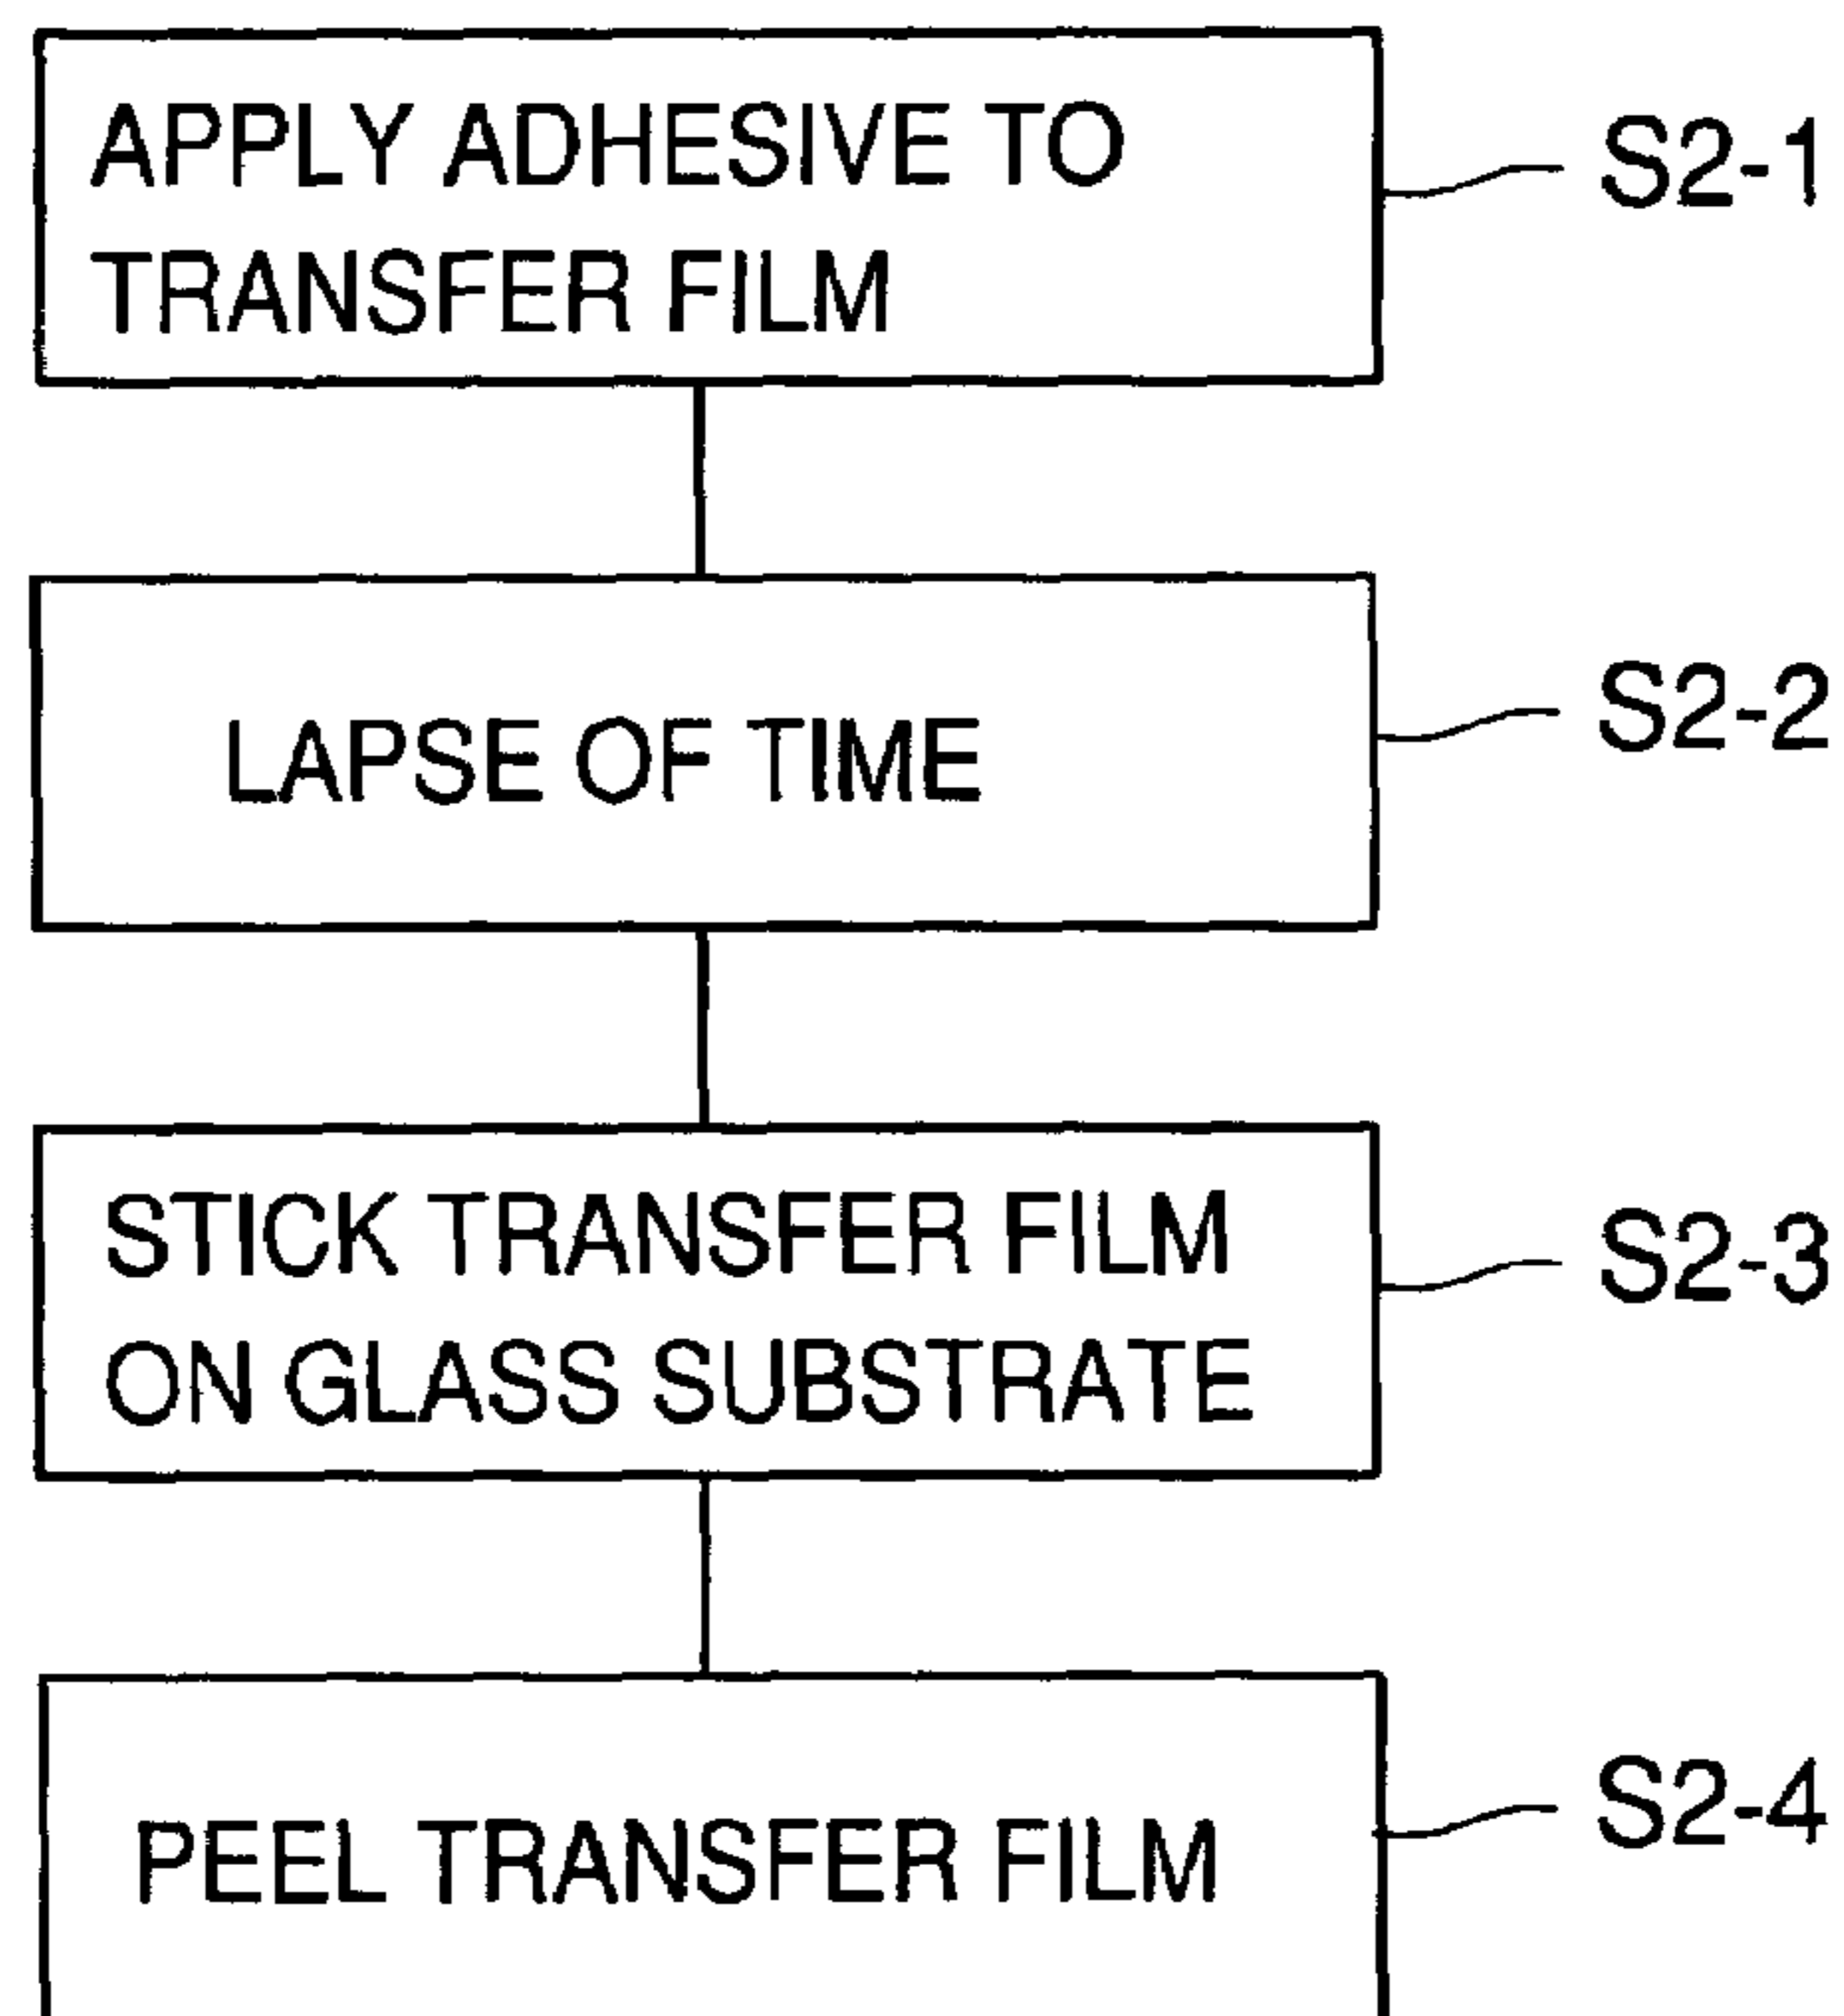 APPLY ADHESIVE TO
TRANSFER FILM
S2-1
LAPSE OF TIME
S2-2
STICK TRANSFER FILM
ON GLASS SUBSTRATE
S2-3
PEEL TRANSFER FILM
S2-4